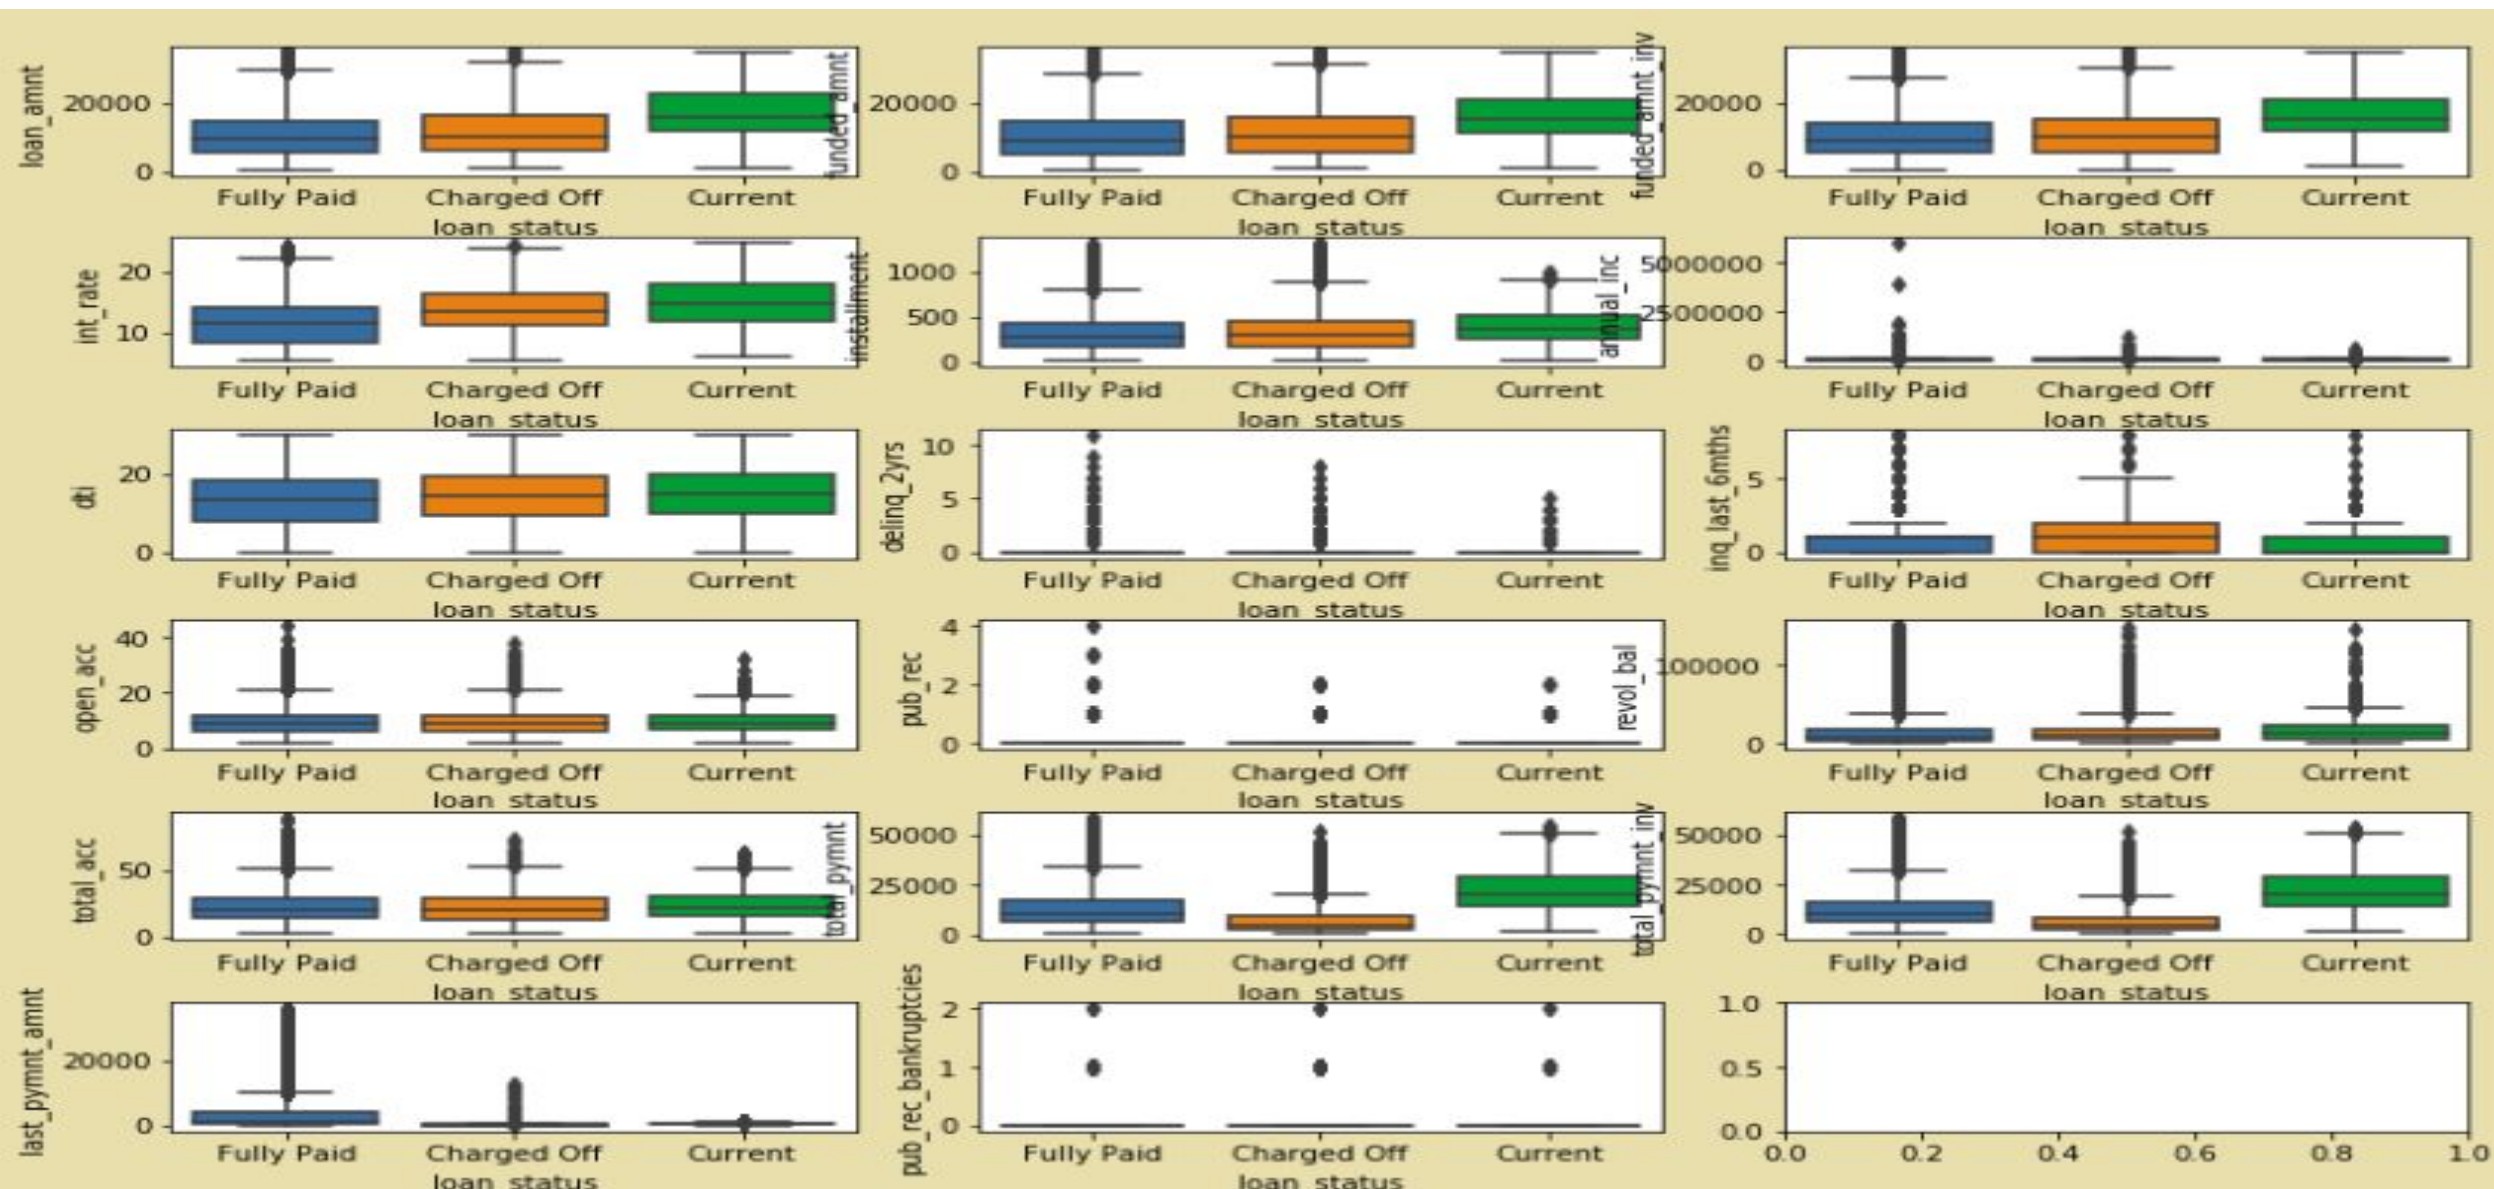 loan_amnt
20000
0
Fully Paid Charged Off Current
loan_status
funded_amnt
20000
0
Fully Paid Charged Off Current
loan_status
funded_amnt_inv
20000
0
Fully Paid Charged Off Current
loan_status
int_rate
20
10
Fully Paid Charged Off Current
loan_status
installment
1000
500
0
Fully Paid Charged Off Current
loan_status
annual_inc
5000000
2500000
0
Fully Paid Charged Off Current
loan_status
dti
20
0
Fully Paid Charged Off Current
loan_status
delinq_2yrs
10
5
0
Fully Paid Charged Off Current
loan_status
inq_last_6mths
5
0
Fully Paid Charged Off Current
loan_status
open_acc
40
20
0
Fully Paid Charged Off Current
loan_status
pub_rec
4
2
0
Fully Paid Charged Off Current
loan_status
revol_bal
100000
0
Fully Paid Charged Off Current
loan_status
total_acc
50
0
Fully Paid Charged Off Current
loan_status
total_pymnt
50000
25000
0
Fully Paid Charged Off Current
loan_status
total_pymnt_inv
50000
25000
0
Fully Paid Charged Off Current
loan_status
last_pymnt_amnt
20000
0
Fully Paid Charged Off Current
loan_status
pub_rec_bankruptcies
2
1
0
Fully Paid Charged Off Current
loan_status
1.0
0.5
0.0
0.0 0.2 0.4 0.6 0.8 1.0